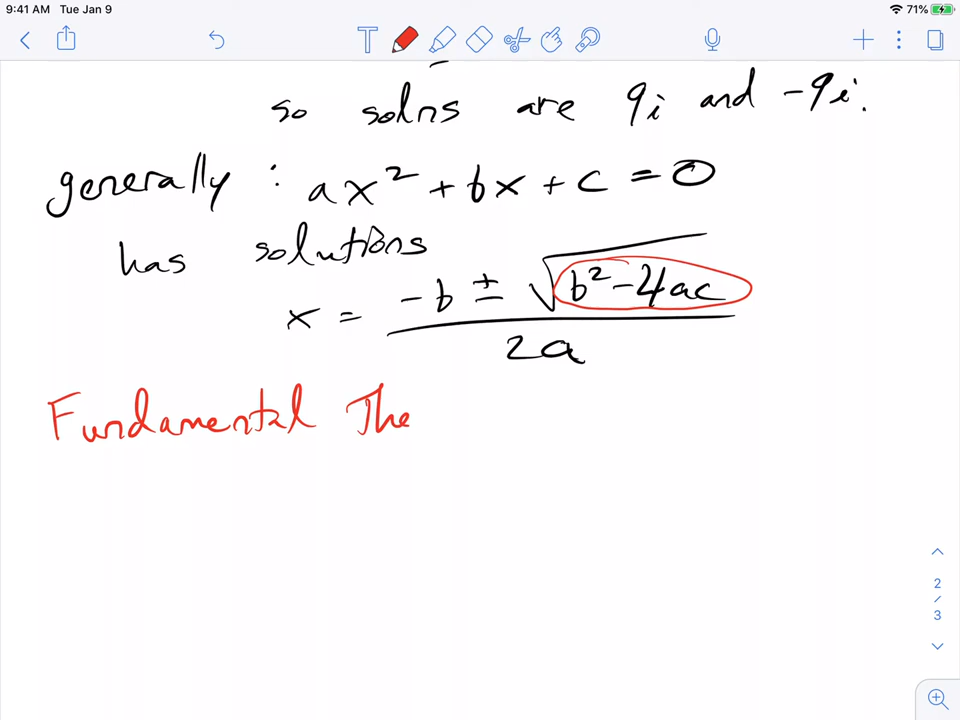 9:41 AM Tue Jan 9 71%
T
so solns are 9i and -9i.
generally : ax² + bx + c = 0
has solutions
x = (-b ± √(b² - 4ac)) / 2a
Fundamental The
2
/
3